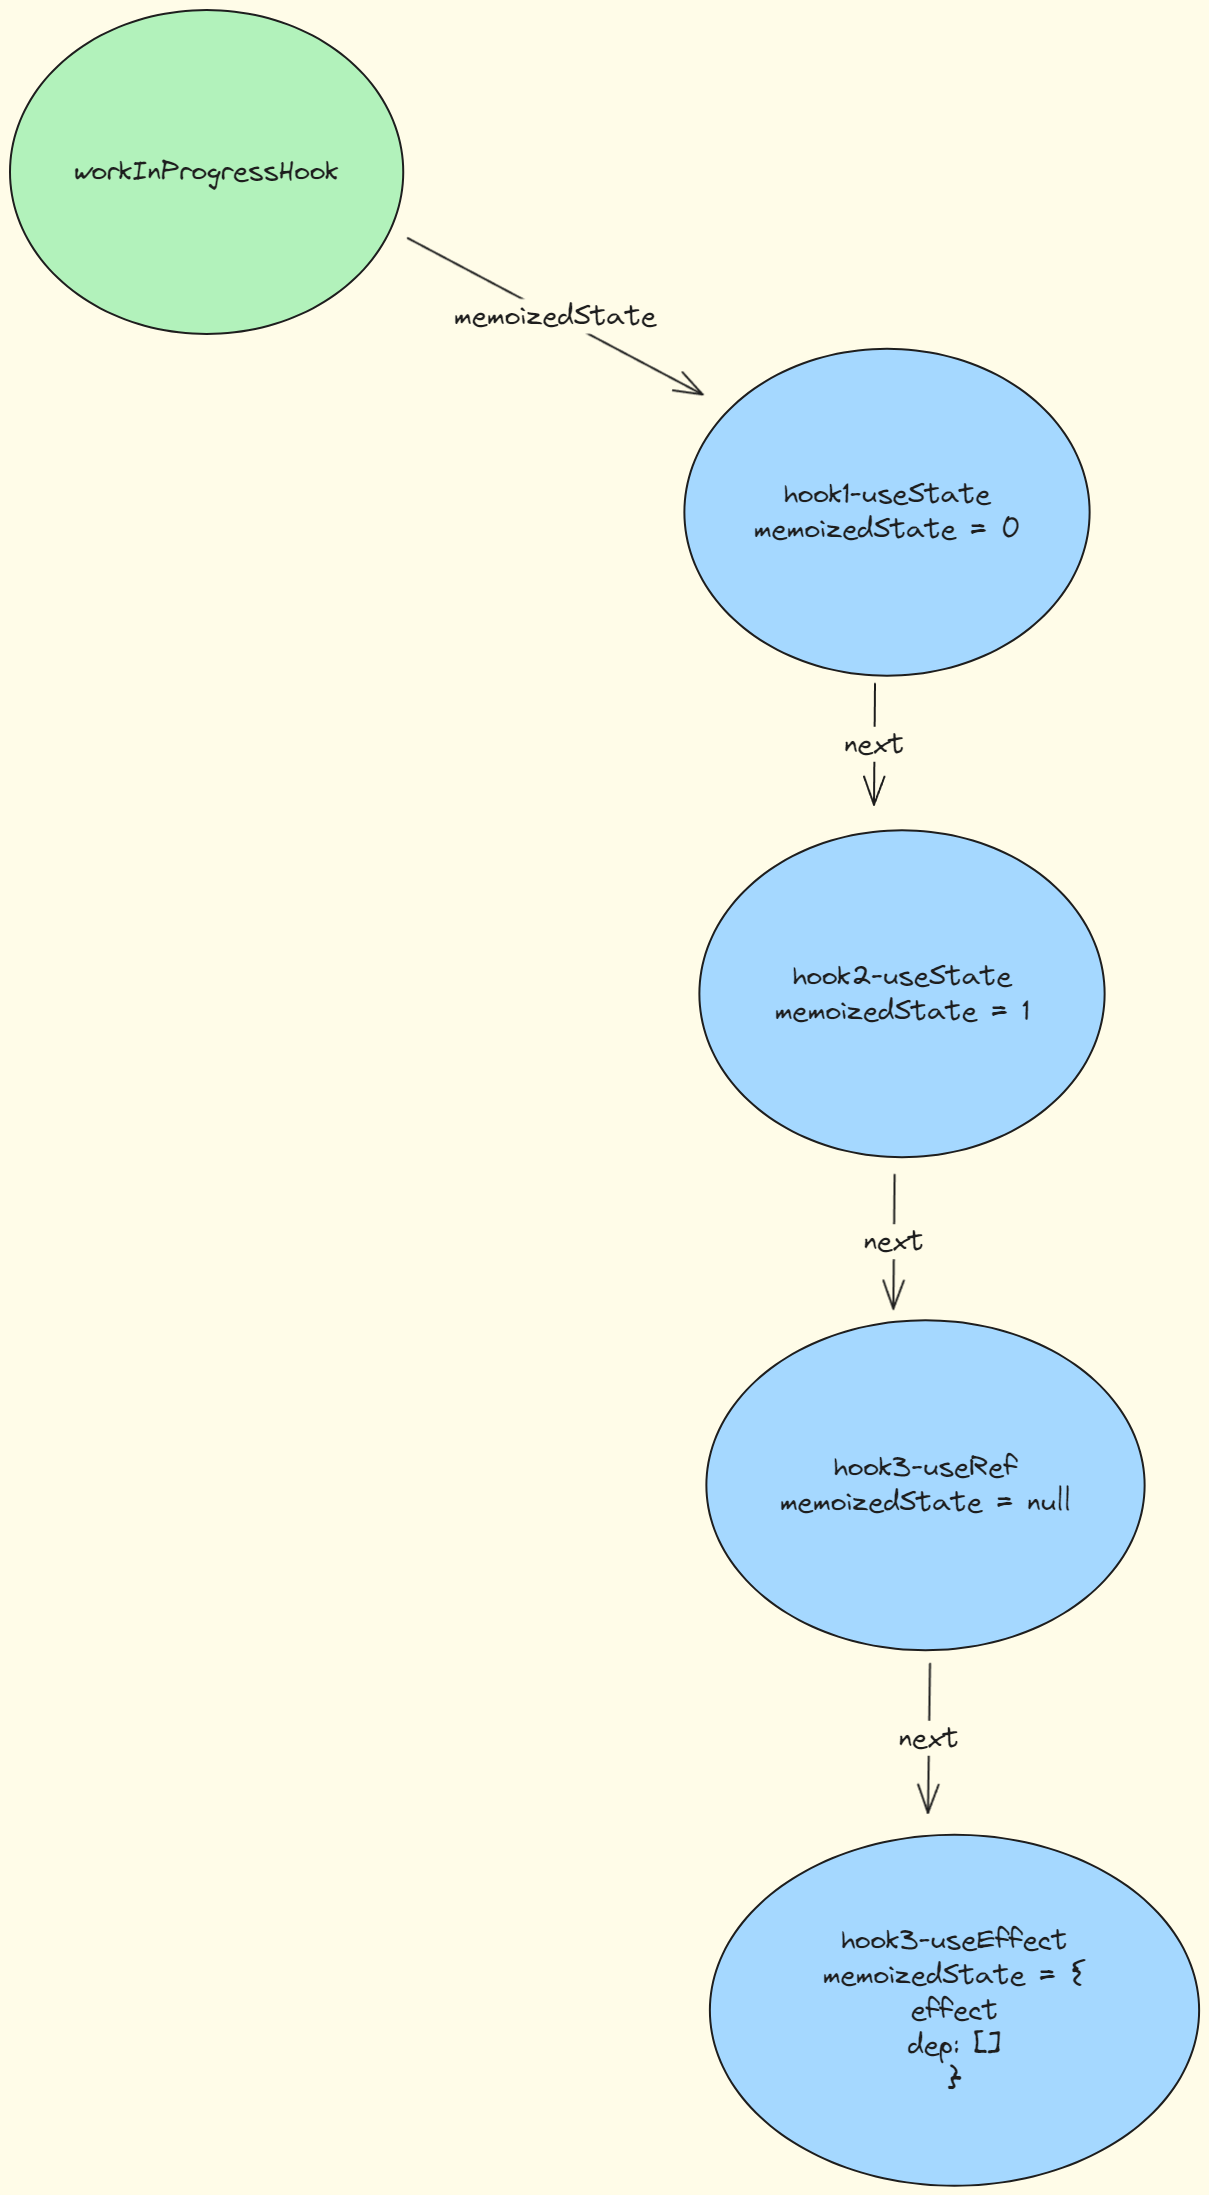 workInProgressHook
memoizedState
hook1-useState
memoizedState = 0
next
hook2-useState
memoizedState = 1
next
hook3-useRef
memoizedState = null
next
hook3-useEffect
memoizedState = {
effect
dep: []
}